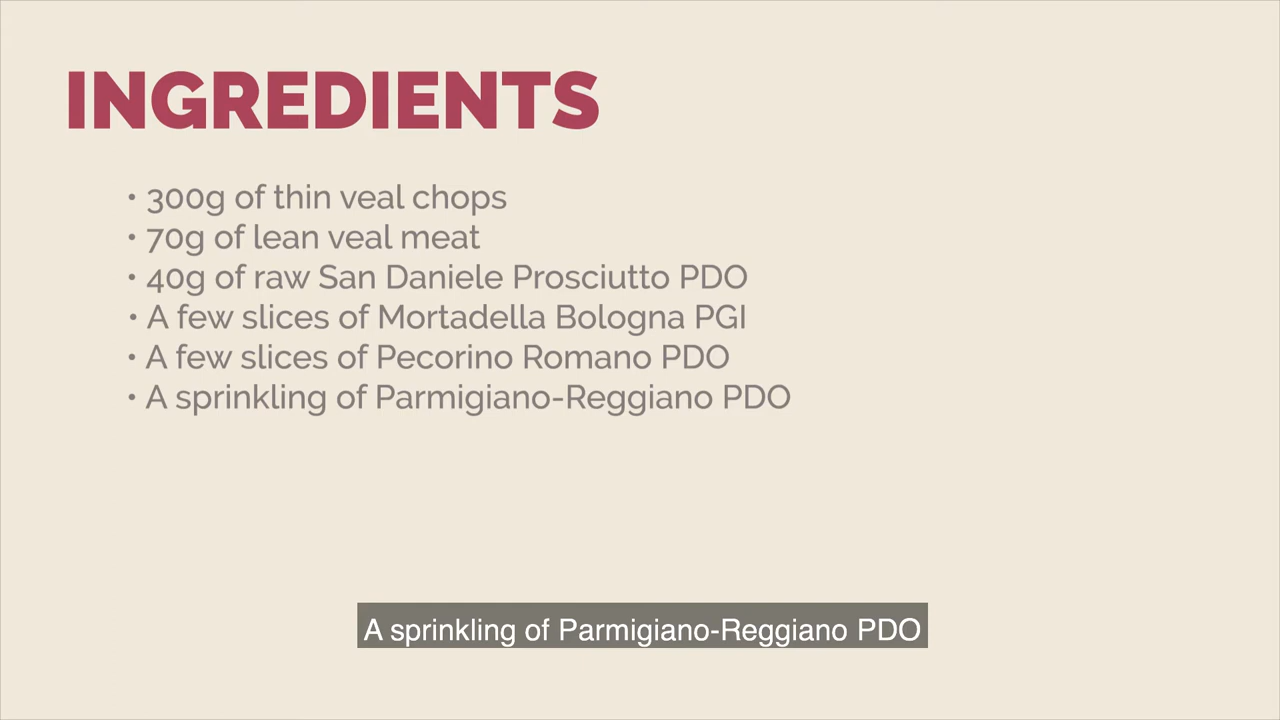 INGREDIENTS
• 300g of thin veal chops
• 70g of lean veal meat
• 40g of raw San Daniele Prosciutto PDO
• A few slices of Mortadella Bologna PGI
• A few slices of Pecorino Romano PDO
• A sprinkling of Parmigiano-Reggiano PDO
A sprinkling of Parmigiano-Reggiano PDO